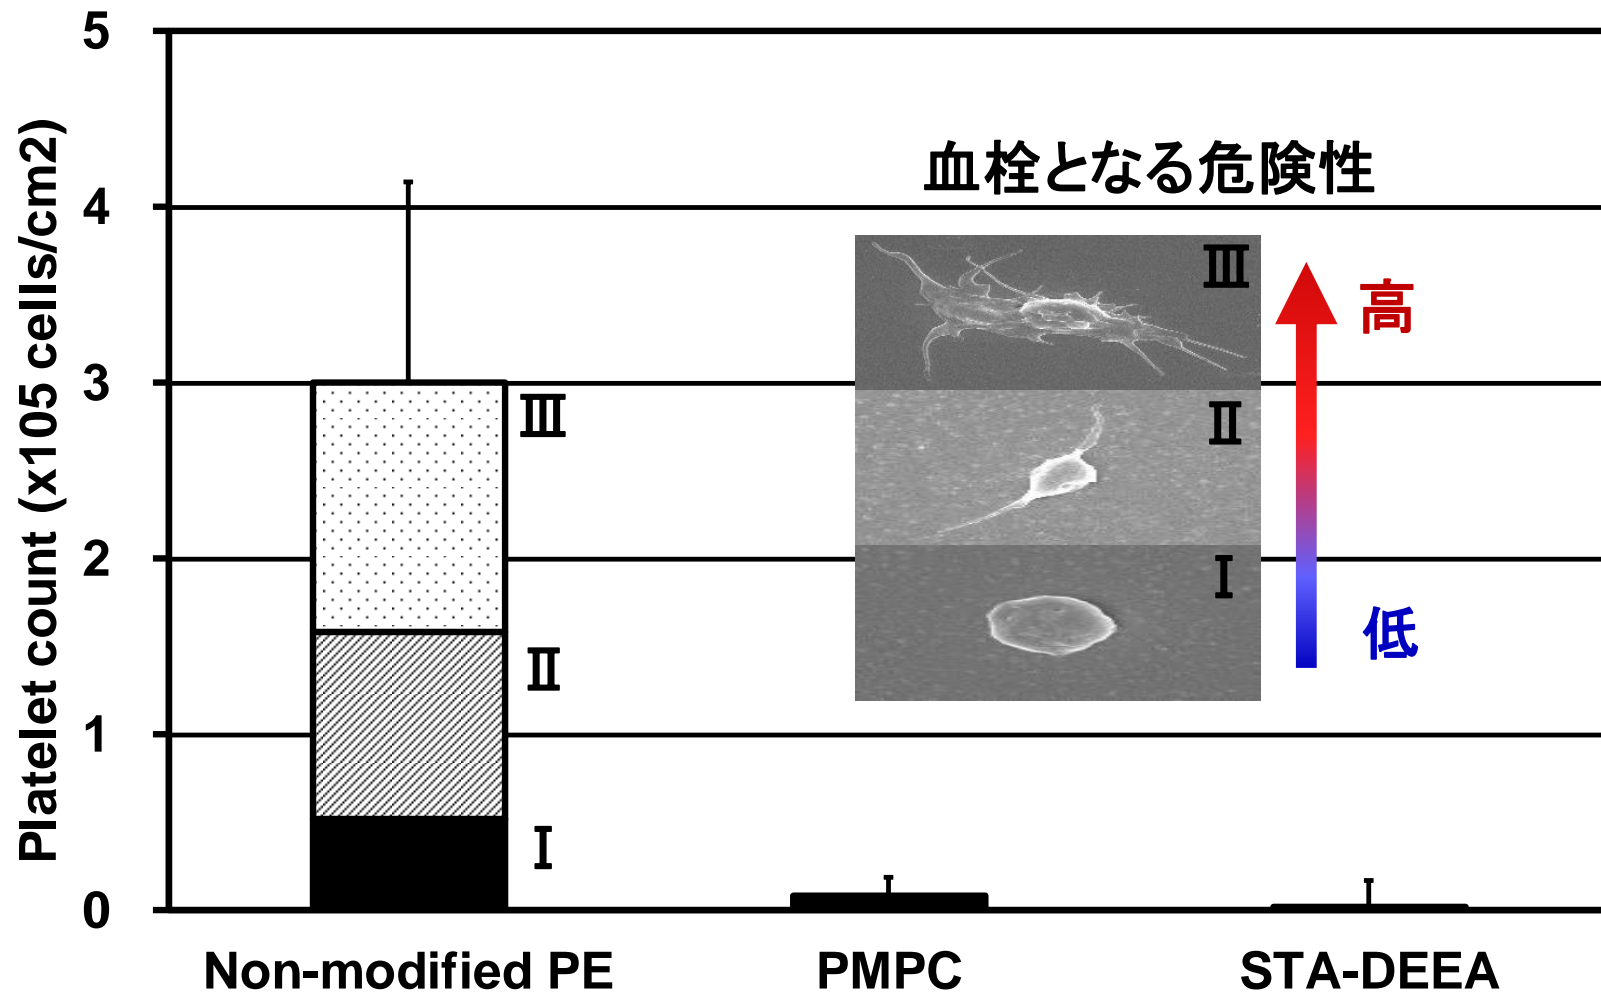 Platelet count (x105 cells/cm2)
5
4
3
2
1
0
血栓となる危険性
Ⅲ
高
Ⅱ
Ⅰ
低
Ⅲ
Ⅱ
Ⅰ
Non-modified PE
PMPC
STA-DEEA